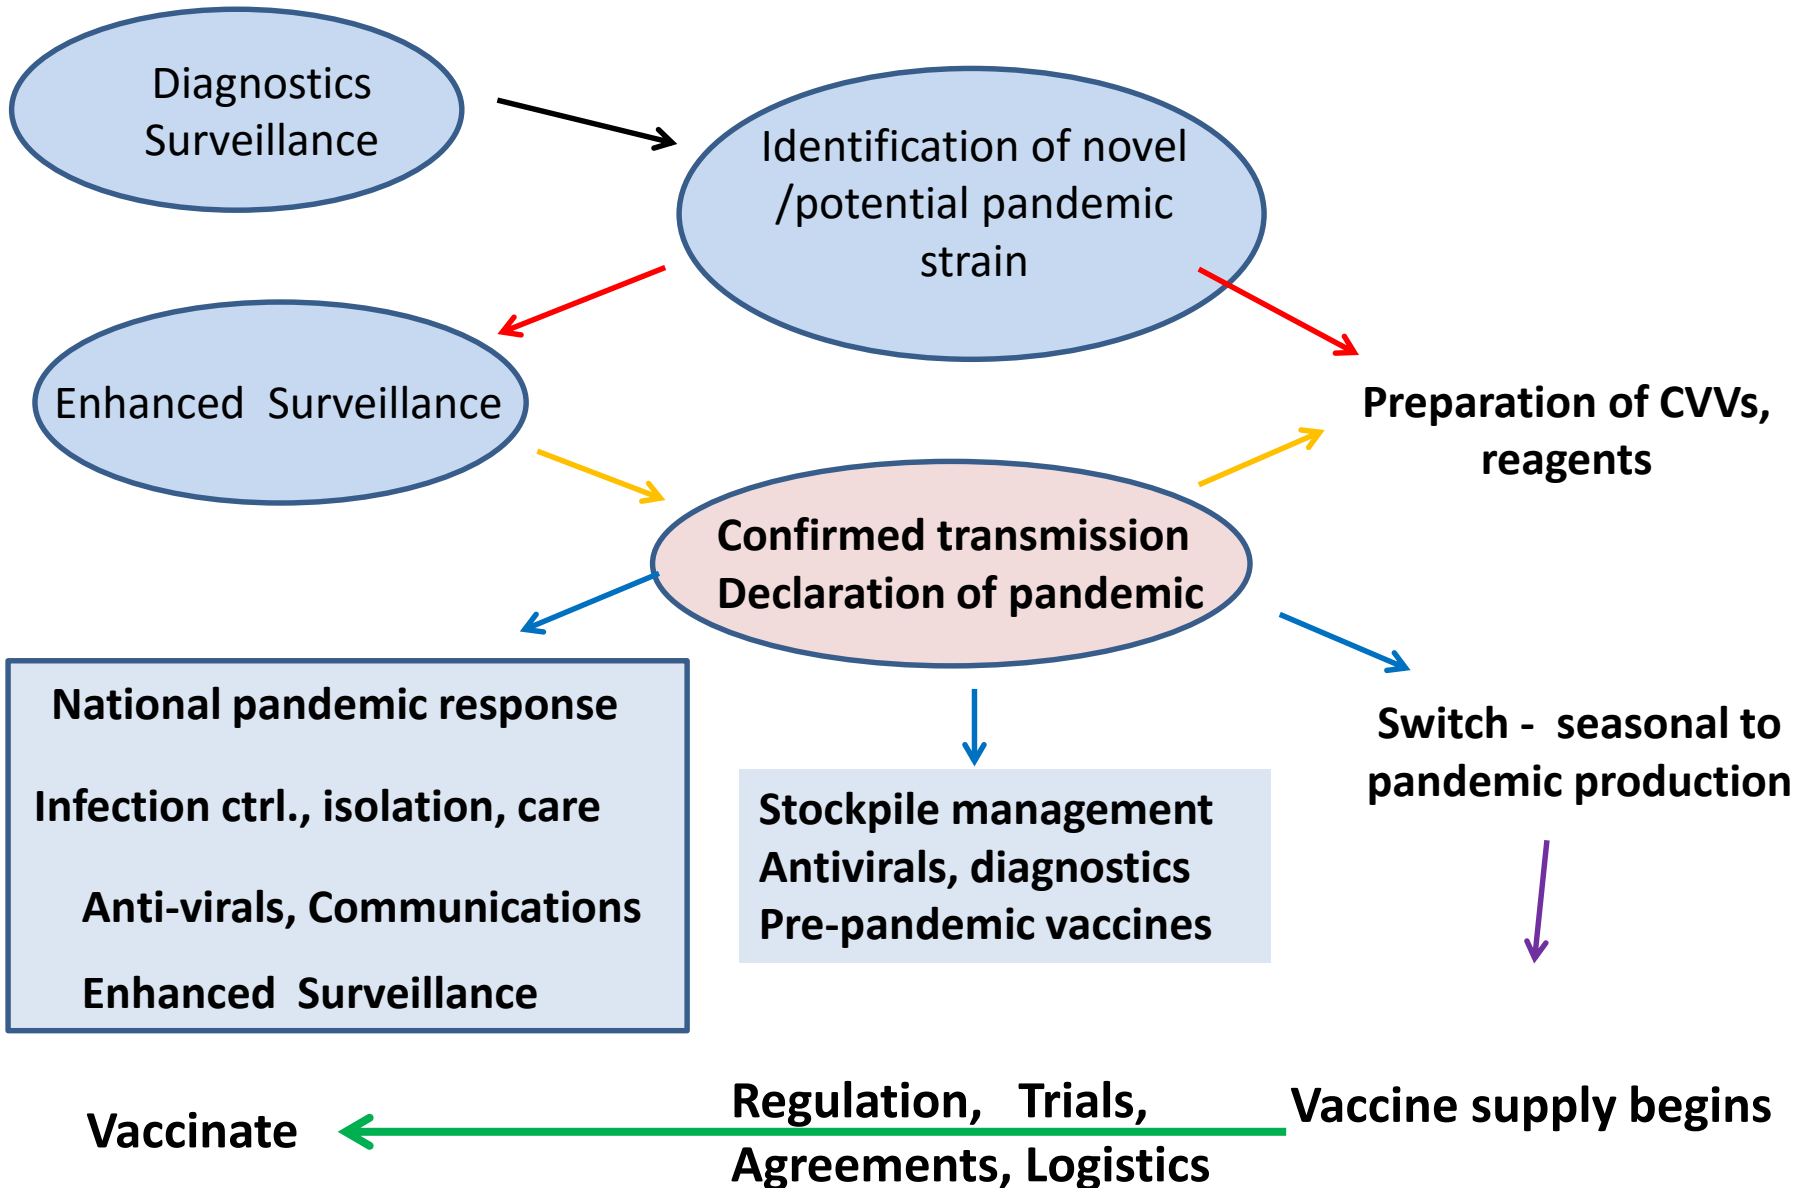 Diagnostics
Surveillance
Identification of novel
/potential pandemic
strain
Enhanced  Surveillance
Preparation of CVVs,
reagents
Confirmed transmission
Declaration of pandemic
National pandemic response
Infection ctrl., isolation, care
Anti-virals, Communications
Enhanced  Surveillance
Stockpile management
Antivirals, diagnostics
Pre-pandemic vaccines
Switch -  seasonal to
pandemic production
Vaccine supply begins
Regulation,  Trials,
Agreements, Logistics
Vaccinate